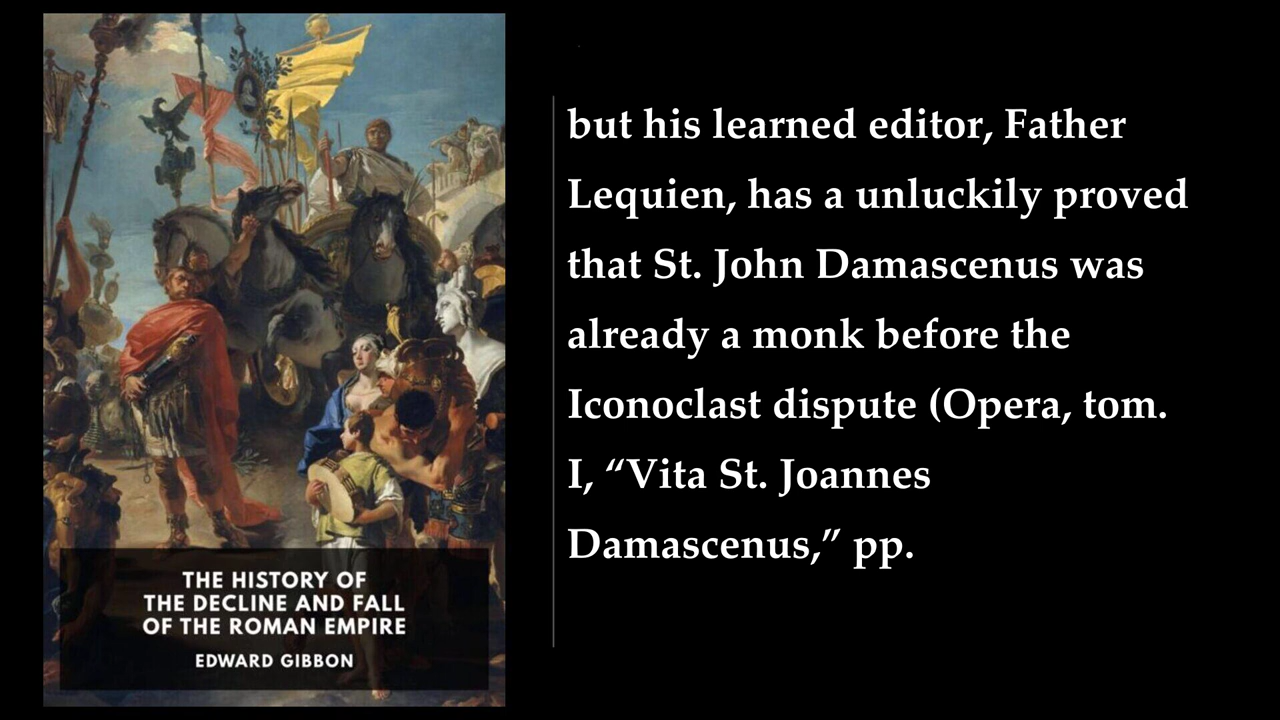 but his learned editor, Father
Lequien, has a unluckily proved
that St. John Damascenus was
already a monk before the
Iconoclast dispute (Opera, tom.
I, “Vita St. Joannes
Damascenus,” pp.
THE HISTORY OF
THE DECLINE AND FALL
OF THE ROMAN EMPIRE
EDWARD GIBBON